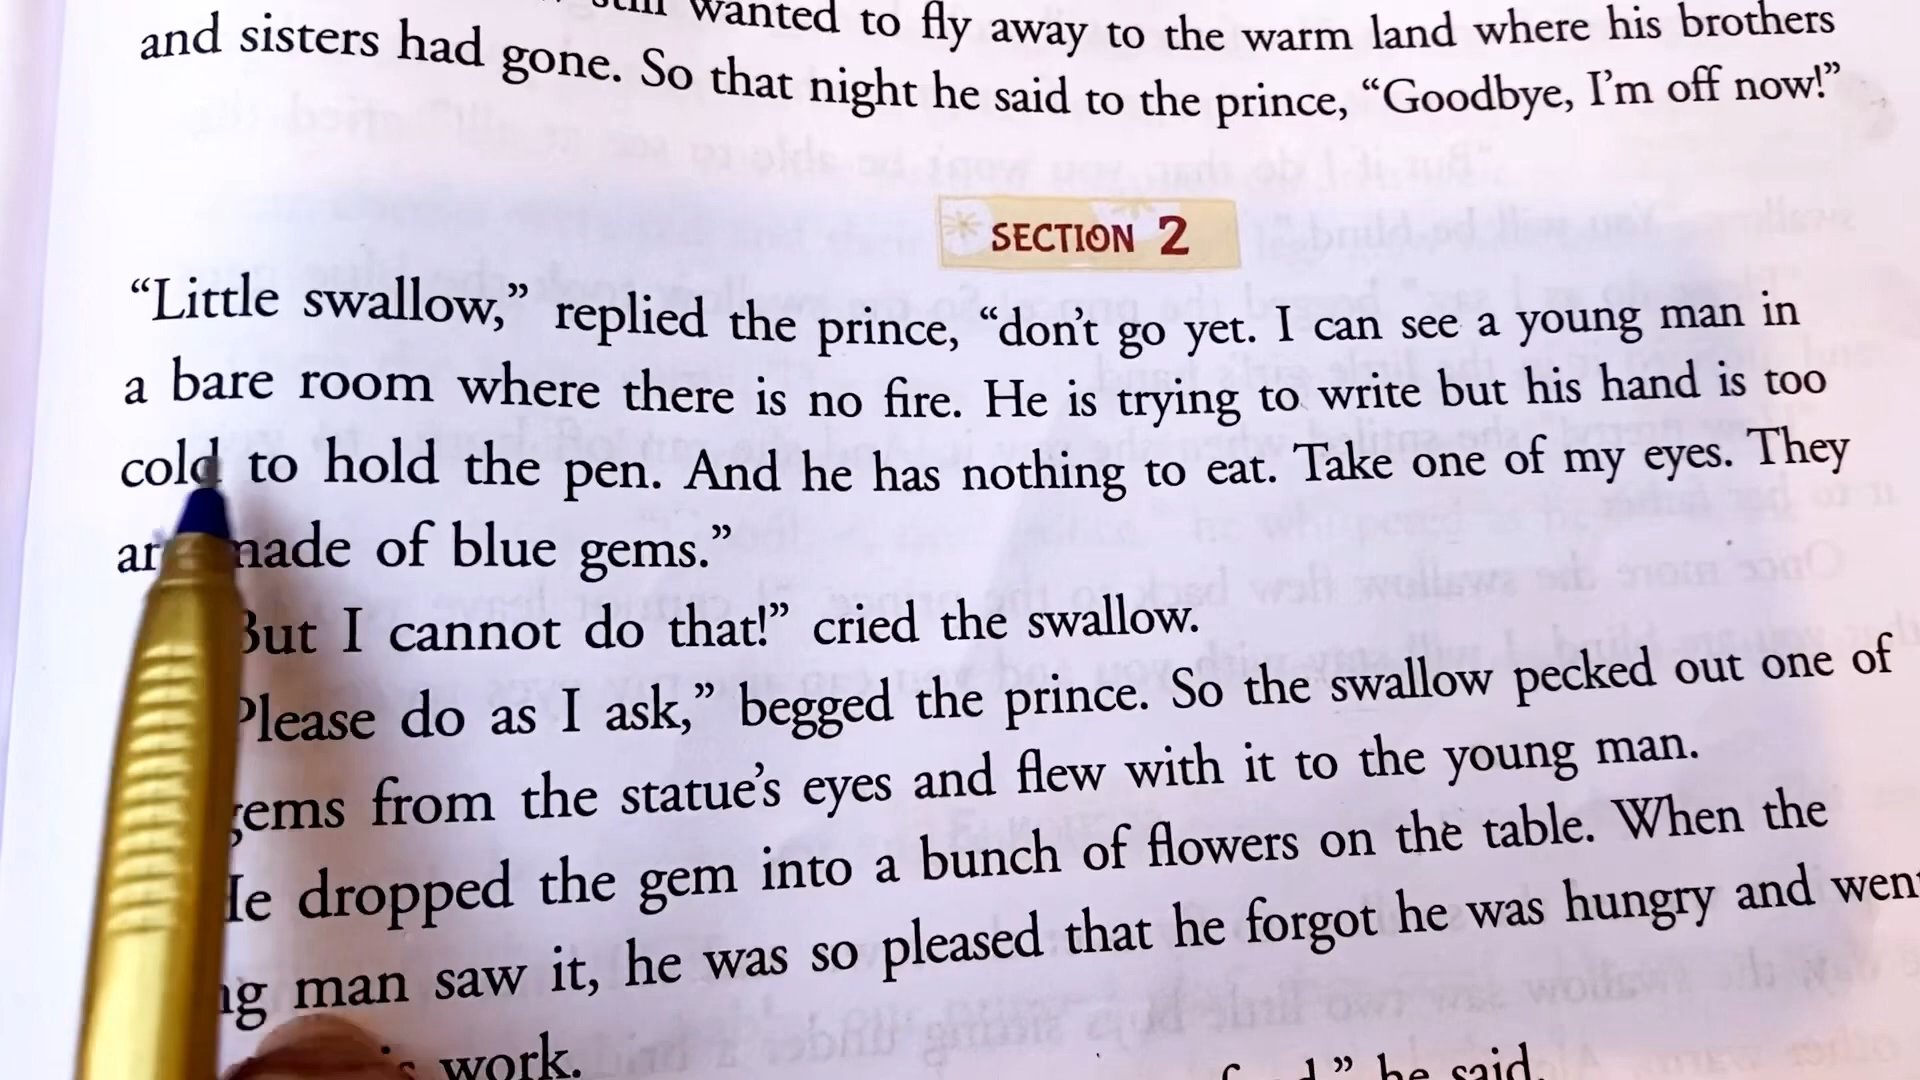 still wanted to fly away to the warm land where his brothers
and sisters had gone. So that night he said to the prince, “Goodbye, I’m off now!”
SECTION 2
“Little swallow,” replied the prince, “don’t go yet. I can see a young man in
a bare room where there is no fire. He is trying to write but his hand is too
cold to hold the pen. And he has nothing to eat. Take one of my eyes. They
made of blue gems.”
But I cannot do that!” cried the swallow.
Please do as I ask,” begged the prince. So the swallow pecked out one of
gems from the statue’s eyes and flew with it to the young man.
He dropped the gem into a bunch of flowers on the table. When the
man saw it, he was so pleased that he forgot he was hungry and went
work.
” he said.